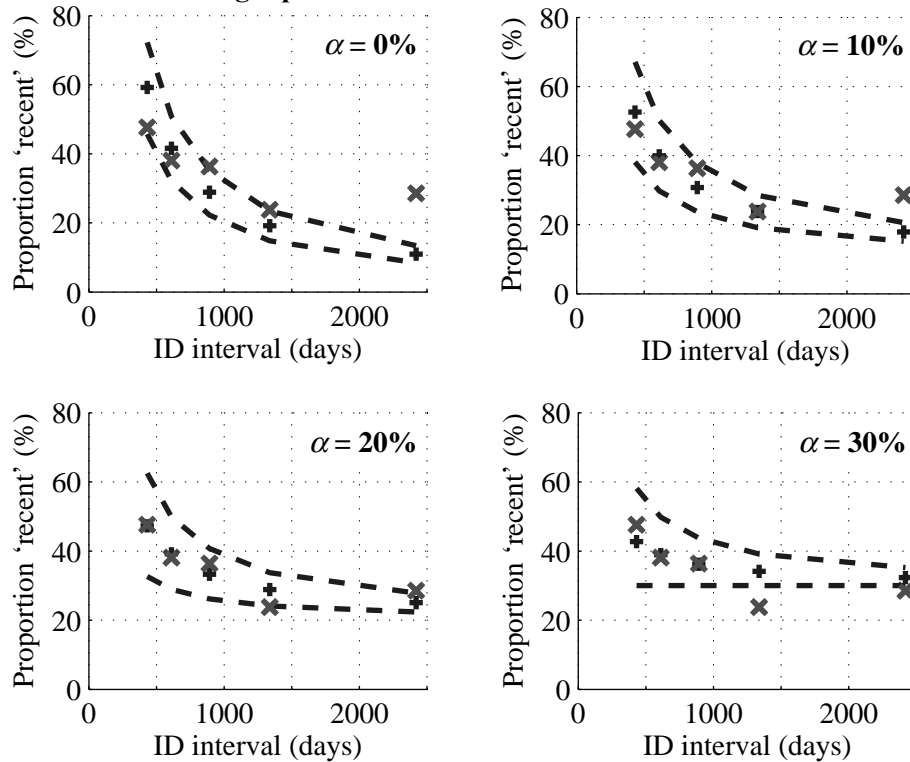 80
60
40
20
0
0 1000 2000
Proportion ‘recent’ (%)
ID interval (days)
α = 0%
80
60
40
20
0
0 1000 2000
Proportion ‘recent’ (%)
ID interval (days)
α = 10%
80
60
40
20
0
0 1000 2000
Proportion ‘recent’ (%)
ID interval (days)
α = 20%
80
60
40
20
0
0 1000 2000
Proportion ‘recent’ (%)
ID interval (days)
α = 30%